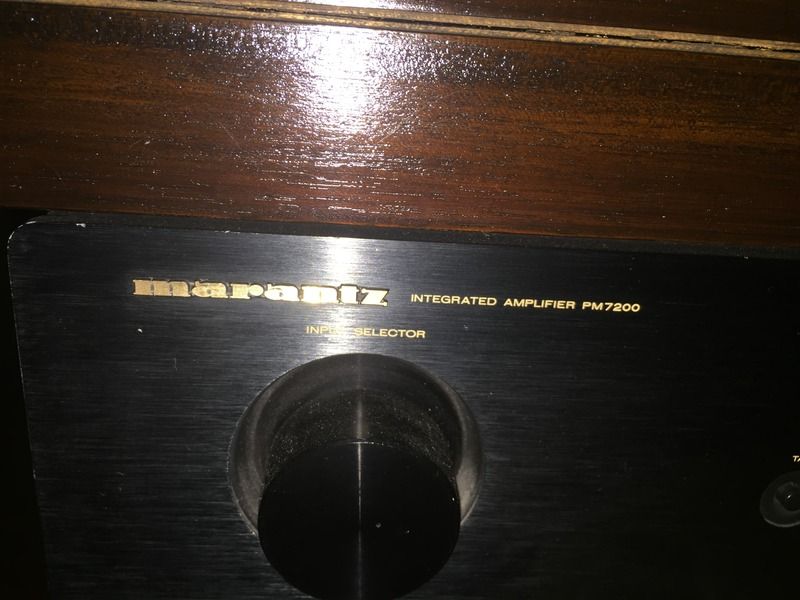 marantz INTEGRATED AMPLIFIER PM7200
INPUT SELECTOR